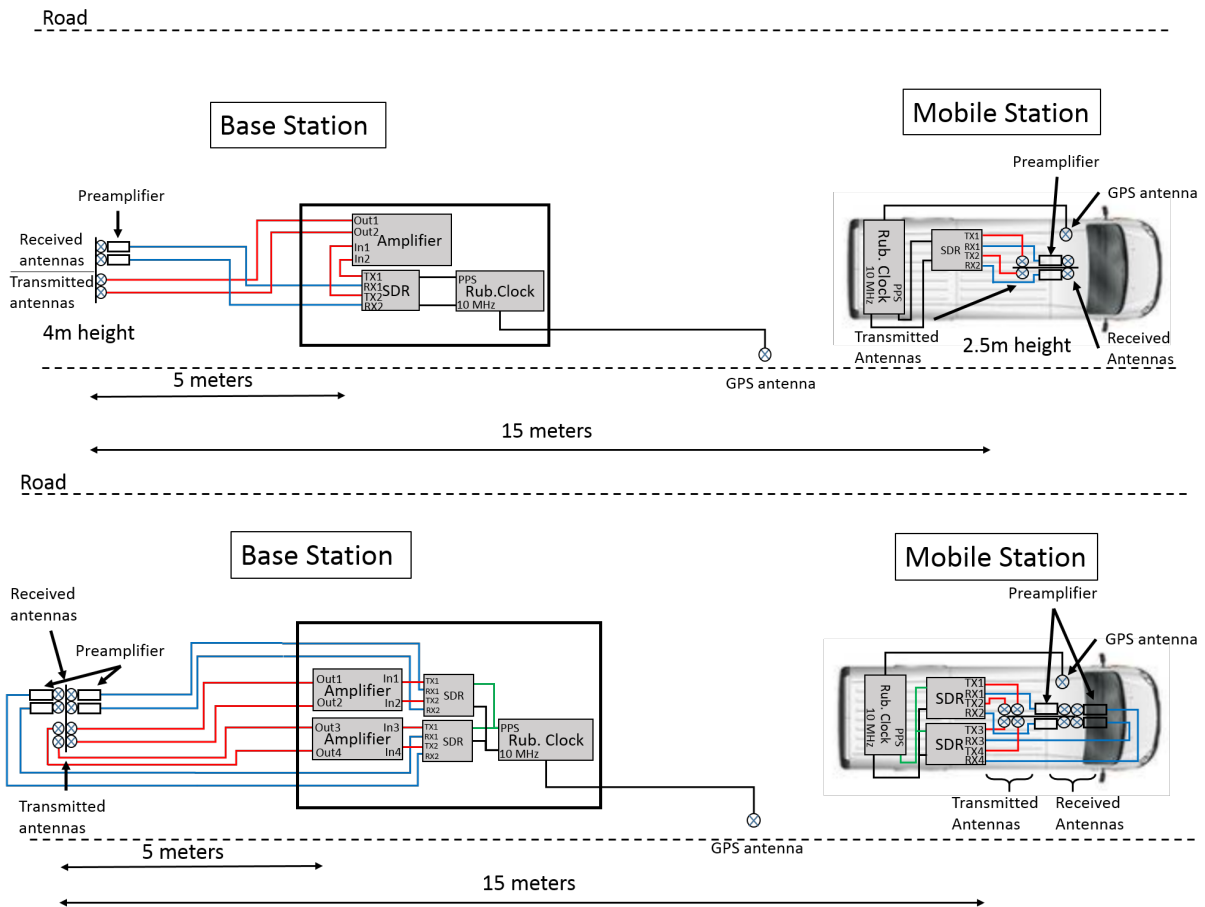 Road
Base Station
Mobile Station
Preamplifier
GPS antenna
Preamplifier
Received
antennas
Transmitted
antennas
4m height
Out1
Out2
Amplifier
In1
In2
TX1
RX1
TX2
RX2
SDR
PPS
Rub.Clock
10 MHz
Rub. Clock
10 MHz
PPS
SDR
TX1
RX1
TX2
RX2
Transmitted
Antennas
2.5m height
Received
Antennas
GPS antenna
5 meters
15 meters
Road
Base Station
Mobile Station
Received
antennas
Preamplifier
Preamplifier
GPS antenna
Out1
Out2
Amplifier
In1
In2
Out3
Out4
Amplifier
In3
In4
TX1
RX1
TX2
RX2
SDR
TX1
RX1
TX2
RX2
SDR
PPS
Rub. Clock
10 MHz
Rub. Clock
10 MHz
PPS
SDR
TX1
RX1
TX2
RX2
SDR
TX3
RX3
TX4
RX4
Transmitted
antennas
Transmitted
Antennas
Received
Antennas
GPS antenna
5 meters
15 meters